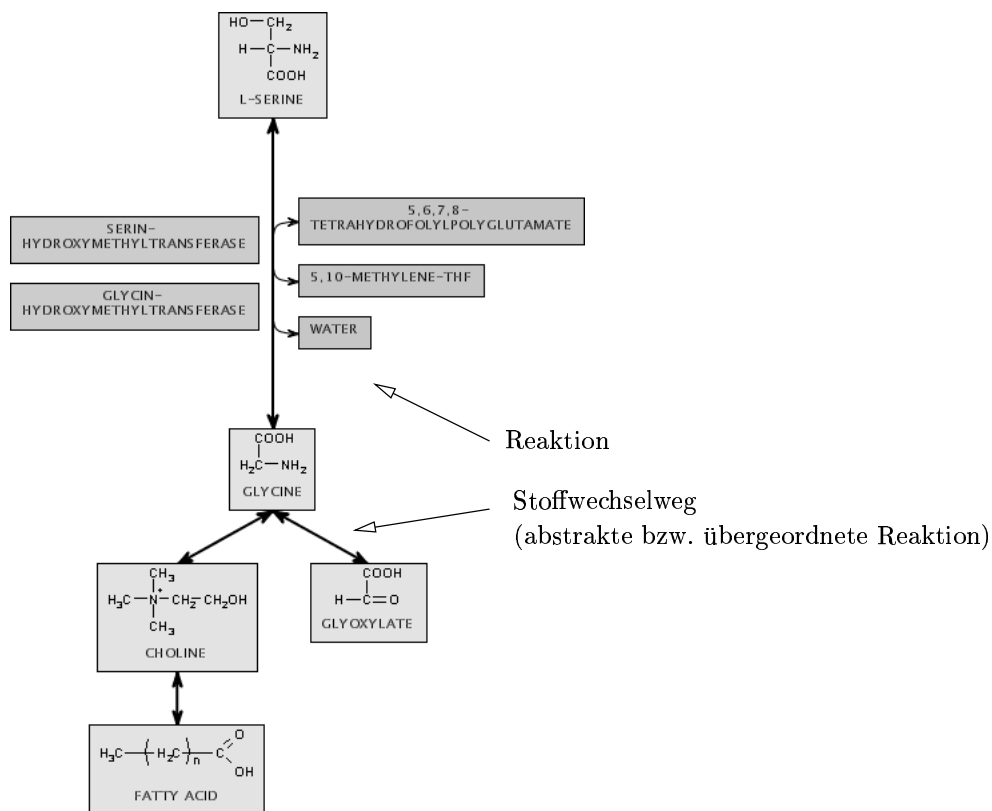 HO—CH₂
H—C—NH₂
COOH
L-SERINE
5,6,7,8-
TETRAHYDROFOLYLPOLYGLUTAMATE
SERIN-
HYDROXYMETHYLTRANSFERASE
5,10-METHYLENE-THF
GLYCIN-
HYDROXYMETHYLTRANSFERASE
WATER
Reaktion
COOH
H₂C—NH₂
GLYCINE
Stoffwechselweg
(abstrakte bzw. übergeordnete Reaktion)
CH₃
H₃C—N⁺—CH₂—CH₂OH
CH₃
CHOLINE
COOH
H—C=O
GLYOXYLATE
H₃C—(H₂C)n—C
O
OH
FATTY ACID